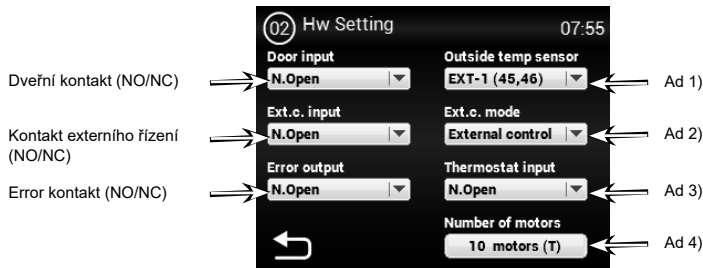 02 Hw Setting 07:55
Door input Outside temp sensor
Dveřní kontakt (NO/NC) N.Open EXT-1 (45,46) Ad 1)
Ext.c. input Ext.c. mode
Kontakt externího řízení (NO/NC) N.Open External control Ad 2)
Error output Thermostat input
Error kontakt (NO/NC) N.Open N.Open Ad 3)
Number of motors
10 motors (T) Ad 4)